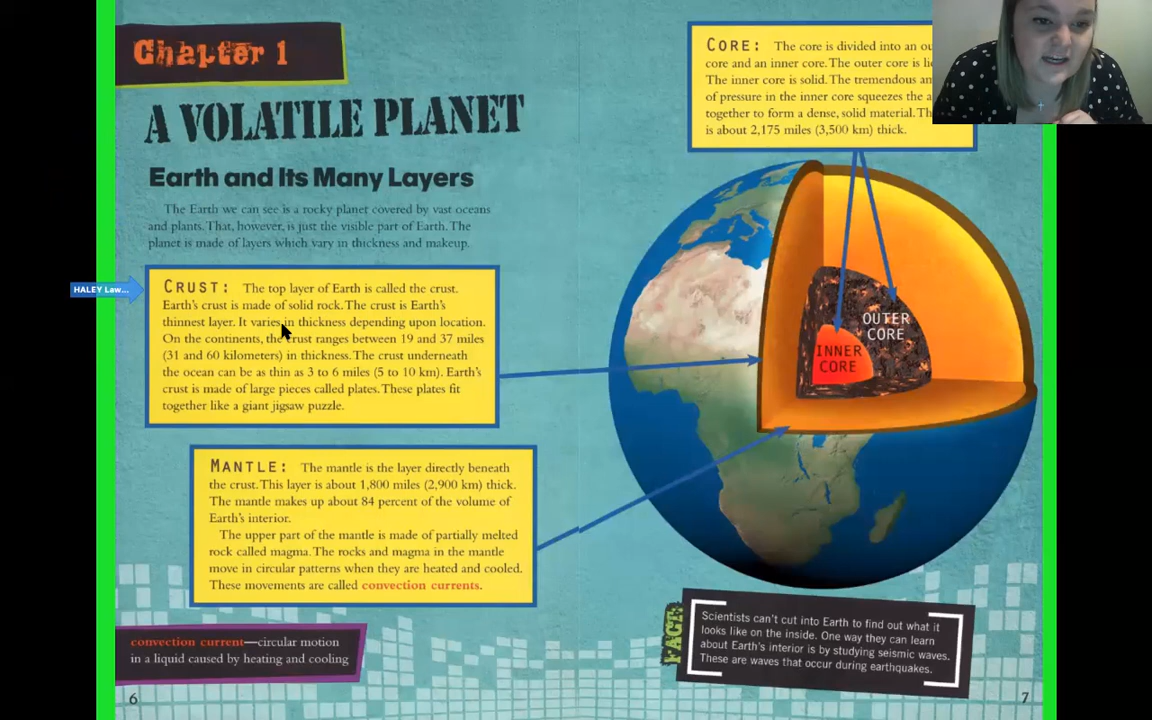 Chapter 1
A VOLATILE PLANET
Earth and Its Many Layers
The Earth we can see is a rocky planet covered by vast oceans
and plants. That, however, is just the visible part of Earth. The
planet is made of layers which vary in thickness and makeup.
HALEY Law...
CRUST: The top layer of Earth is called the crust.
Earth's crust is made of solid rock. The crust is Earth's
thinnest layer. It varies in thickness depending upon location.
On the continents, the crust ranges between 19 and 37 miles
(31 and 60 kilometers) in thickness. The crust underneath
the ocean can be as thin as 3 to 6 miles (5 to 10 km). Earth's
crust is made of large pieces called plates. These plates fit
together like a giant jigsaw puzzle.
MANTLE: The mantle is the layer directly beneath
the crust. This layer is about 1,800 miles (2,900 km) thick.
The mantle makes up about 84 percent of the volume of
Earth's interior.
The upper part of the mantle is made of partially melted
rock called magma. The rocks and magma in the mantle
move in circular patterns when they are heated and cooled.
These movements are called convection currents.
convection current—circular motion
in a liquid caused by heating and cooling
6
CORE: The core is divided into an
core and an inner core. The outer core is
The inner core is solid. The tremendous
of pressure in the inner core squeezes the
together to form a dense, solid material.
is about 2,175 miles (3,500 km) thick.
OUTER
CORE
INNER
CORE
FACT:
Scientists can't cut into Earth to find out what it
looks like on the inside. One way they can learn
about Earth's interior is by studying seismic waves.
These are waves that occur during earthquakes.
7